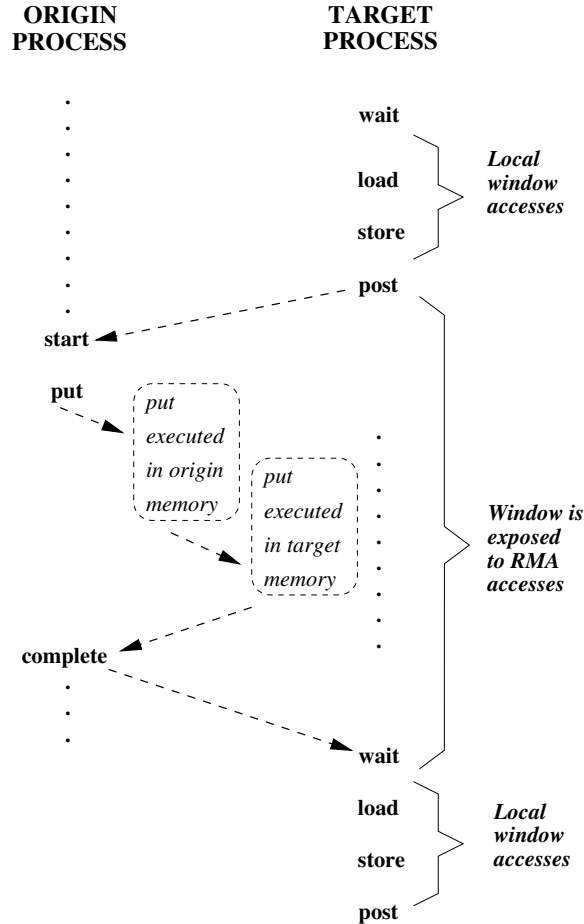 ORIGIN
PROCESS
TARGET
PROCESS
wait
load
store
Local
window
accesses
post
start
put
put
executed
in origin
memory
put
executed
in target
memory
Window is
exposed
to RMA
accesses
complete
wait
load
store
post
Local
window
accesses